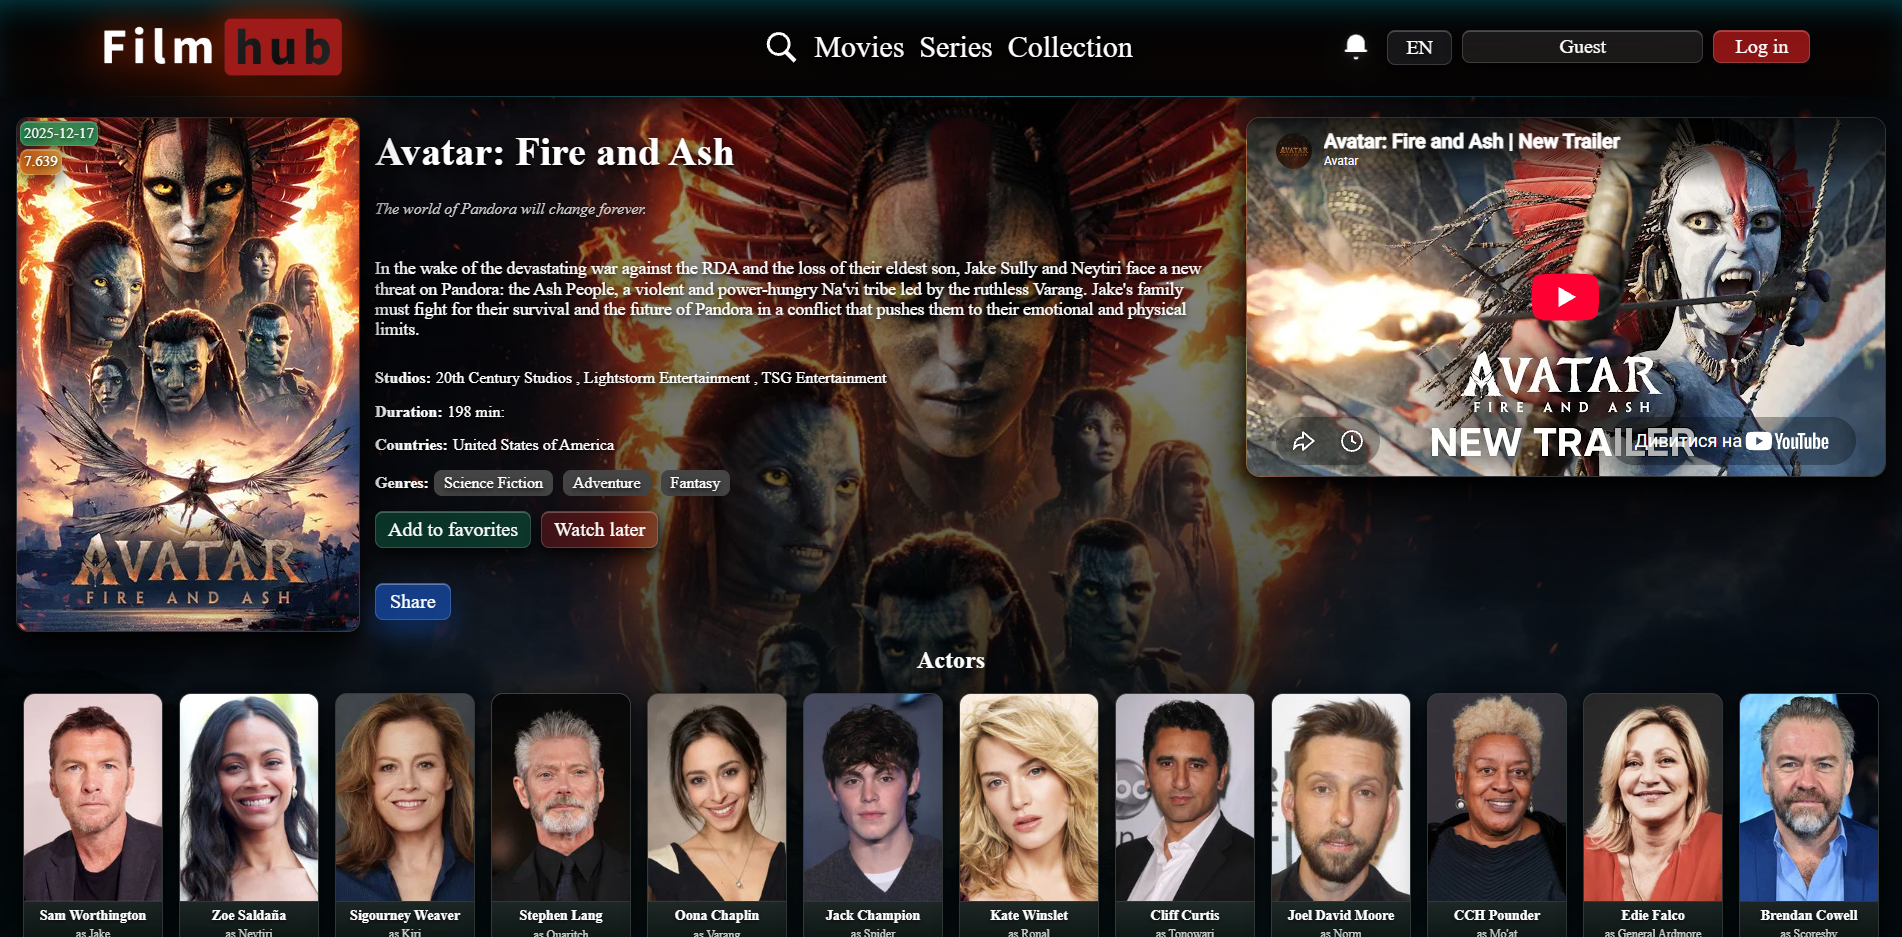 Film hub
Movies Series Collection
EN
Guest
Log in
2025-12-17
7.639
AVATAR
FIRE AND ASH
Avatar: Fire and Ash
The world of Pandora will change forever.
In the wake of the devastating war against the RDA and the loss of their eldest son, Jake Sully and Neytiri face a new
threat on Pandora: the Ash People, a violent and power-hungry Na'vi tribe led by the ruthless Varang. Jake's family
must fight for their survival and the future of Pandora in a conflict that pushes them to their emotional and physical
limits.
Studios: 20th Century Studios , Lightstorm Entertainment , TSG Entertainment
Duration: 198 min:
Countries: United States of America
Genres: Science Fiction Adventure Fantasy
Add to favorites Watch later
Share
AVATAR
Avatar: Fire and Ash | New Trailer
Avatar
AVATAR
FIRE AND ASH
NEW TRAILER
Дивитися на YouTube
Actors
Sam Worthington
as Jake
Zoe Saldaña
as Neytiri
Sigourney Weaver
as Kiri
Stephen Lang
as Quaritch
Oona Chaplin
as Varang
Jack Champion
as Spider
Kate Winslet
as Ronal
Cliff Curtis
as Tonowari
Joel David Moore
as Norm
CCH Pounder
as Mo'at
Edie Falco
as General Ardmore
Brendan Cowell
as Scoresby